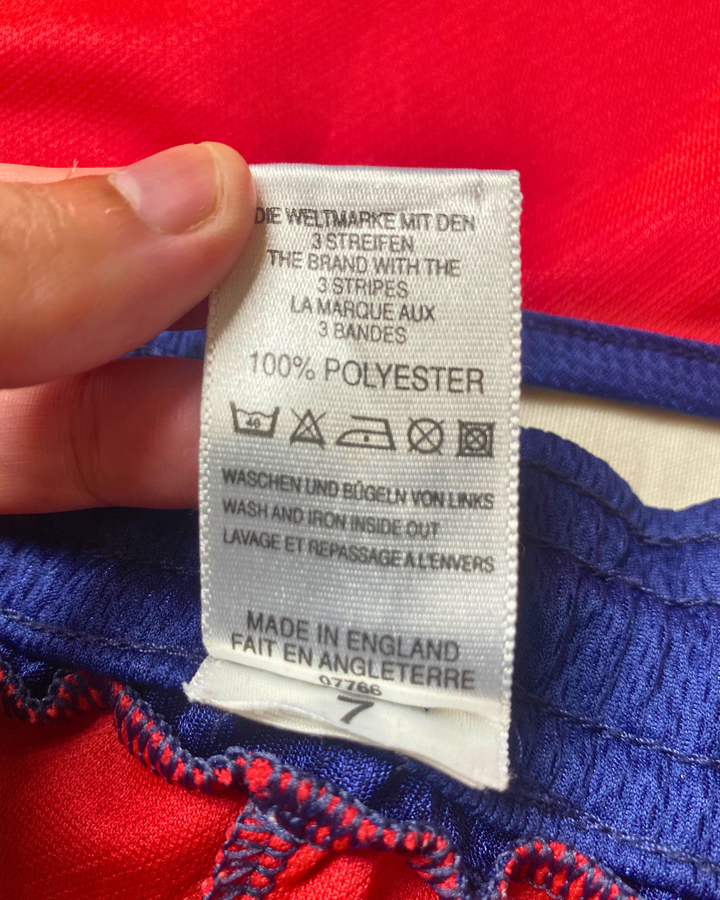 DIE WELTMARKE MIT DEN
3 STREIFEN
THE BRAND WITH THE
3 STRIPES
LA MARQUE AUX
3 BANDES
100% POLYESTER
40
WASCHEN UND BÜGELN VON LINKS
WASH AND IRON INSIDE OUT
LAVAGE ET REPASSAGE A L'ENVERS
MADE IN ENGLAND
FAIT EN ANGLETERRE
07766
7